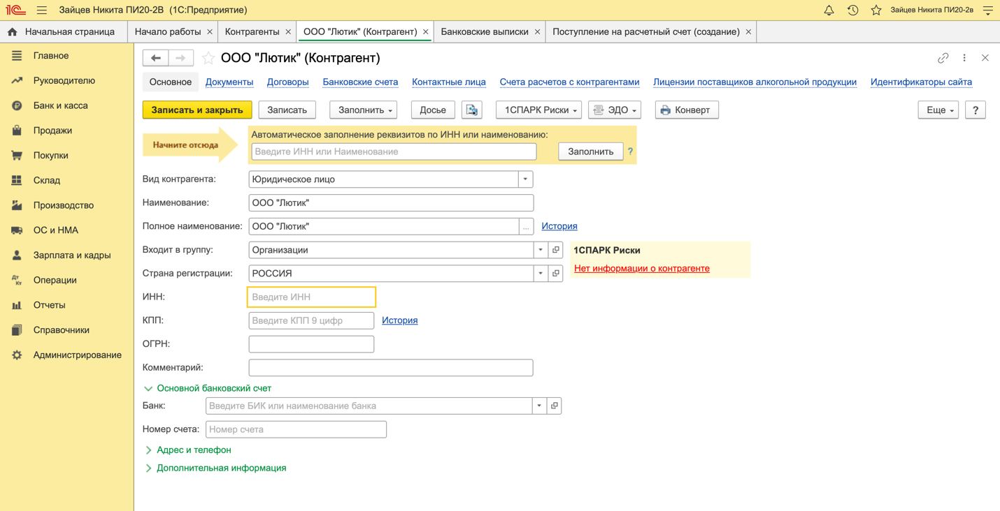 1С Зайцев Никита ПИ20-2В (1С:Предприятие) Зайцев Никита ПИ20-2в
Начальная страница Начало работы × Контрагенты × ООО "Лютик" (Контрагент) × Банковские выписки × Поступление на расчетный счет (создание) ×
Главное
Руководителю
Банк и касса
Продажи
Покупки
Склад
Производство
ОС и НМА
Зарплата и кадры
Дт Кт Операции
Отчеты
Справочники
Администрирование
ООО "Лютик" (Контрагент)
Основное Документы Договоры Банковские счета Контактные лица Счета расчетов с контрагентами Лицензии поставщиков алкогольной продукции Идентификаторы сайта
Записать и закрыть Записать Заполнить Досье 1СПАРК Риски ЭДО Конверт Еще ?
Начните отсюда
Автоматическое заполнение реквизитов по ИНН или наименованию:
Введите ИНН или Наименование Заполнить ?
Вид контрагента: Юридическое лицо
Наименование: ООО "Лютик"
Полное наименование: ООО "Лютик" ... История
Входит в группу: Организации
1СПАРК Риски
Нет информации о контрагенте
Страна регистрации: РОССИЯ
ИНН: Введите ИНН
КПП: Введите КПП 9 цифр История
ОГРН:
Комментарий:
Основной банковский счет
Банк: Введите БИК или наименование банка
Номер счета: Номер счета
Адрес и телефон
Дополнительная информация